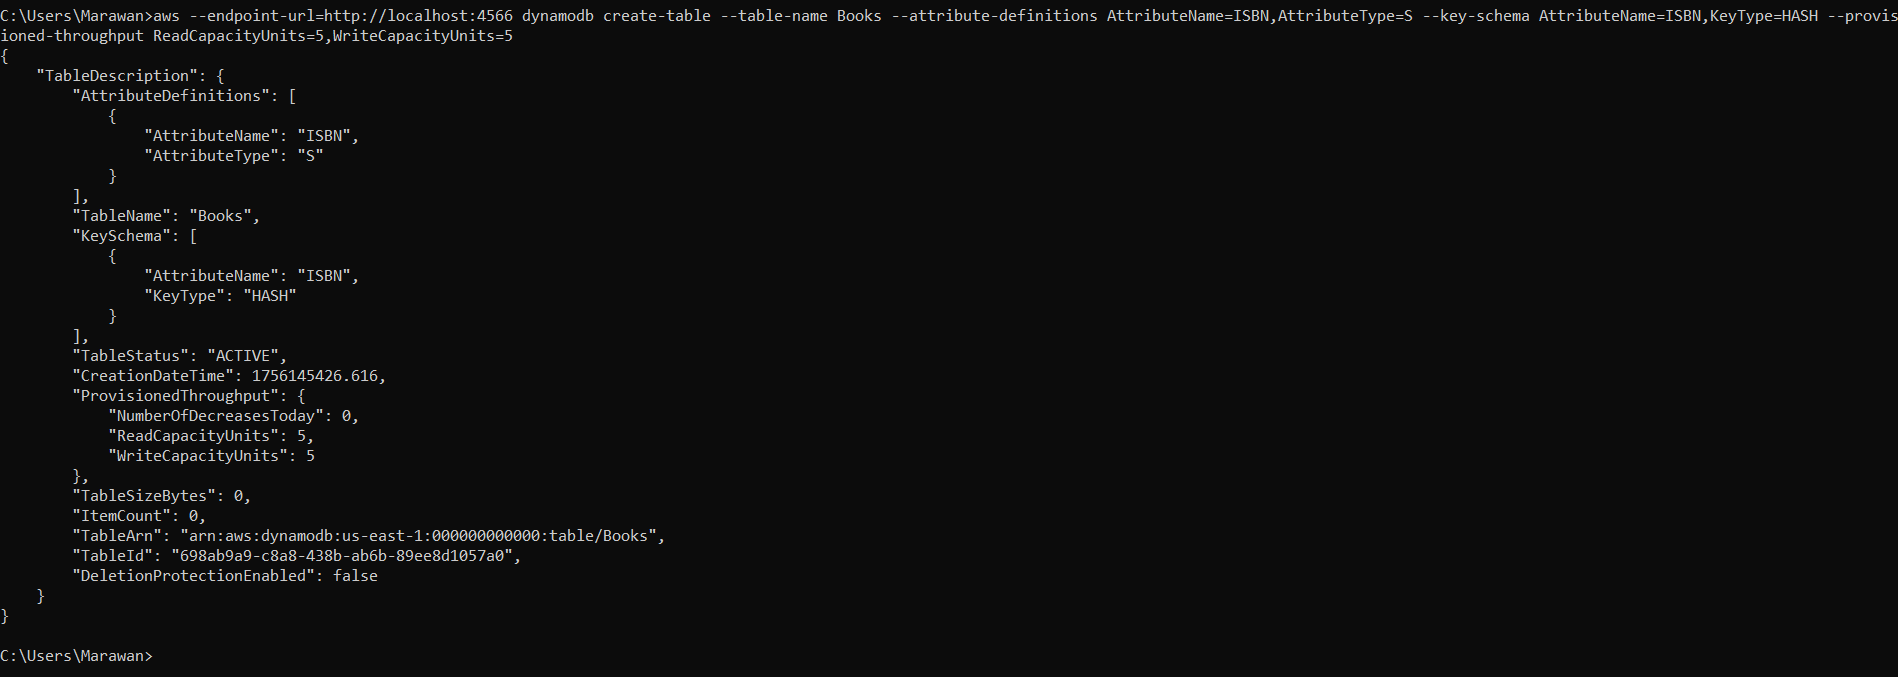 C:\Users\Marawan>aws --endpoint-url=http://localhost:4566 dynamodb create-table --table-name Books --attribute-definitions AttributeName=ISBN,AttributeType=S --key-schema AttributeName=ISBN,KeyType=HASH --provis
ioned-throughput ReadCapacityUnits=5,WriteCapacityUnits=5
{
    "TableDescription": {
        "AttributeDefinitions": [
            {
                "AttributeName": "ISBN",
                "AttributeType": "S"
            }
        ],
        "TableName": "Books",
        "KeySchema": [
            {
                "AttributeName": "ISBN",
                "KeyType": "HASH"
            }
        ],
        "TableStatus": "ACTIVE",
        "CreationDateTime": 1756145426.616,
        "ProvisionedThroughput": {
            "NumberOfDecreasesToday": 0,
            "ReadCapacityUnits": 5,
            "WriteCapacityUnits": 5
        },
        "TableSizeBytes": 0,
        "ItemCount": 0,
        "TableArn": "arn:aws:dynamodb:us-east-1:000000000000:table/Books",
        "TableId": "698ab9a9-c8a8-438b-ab6b-89ee8d1057a0",
        "DeletionProtectionEnabled": false
    }
}
C:\Users\Marawan>